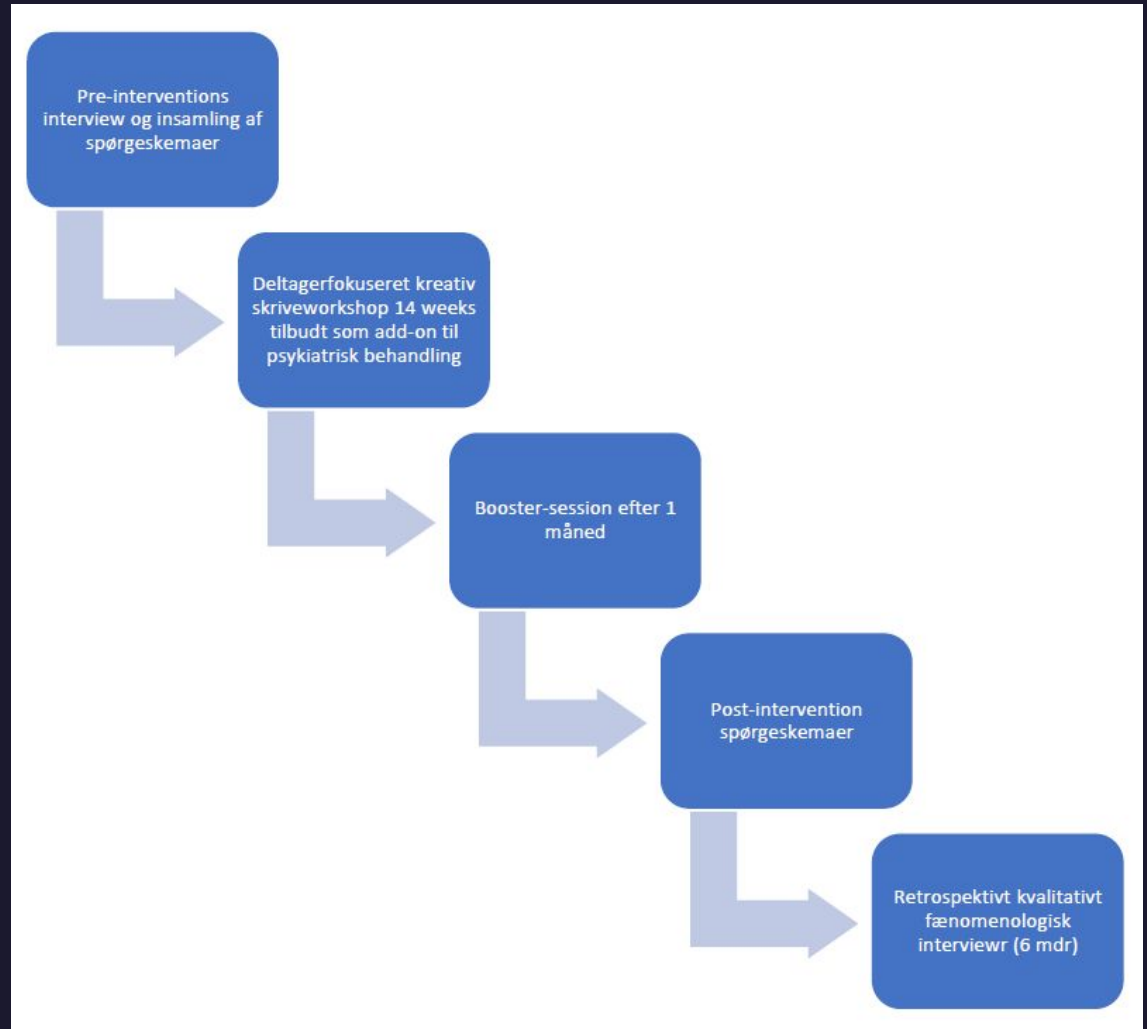 Pre-interventions
interview og insamling af
spørgeskemaer
Deltagerfokuseret kreativ
skriveworkshop 14 weeks
tilbudt som add-on til
psykiatrisk behandling
Booster-session efter 1
måned
Post-intervention
spørgeskemaer
Retrospektivt kvalitativt
fænomenologisk
interviewr (6 mdr)